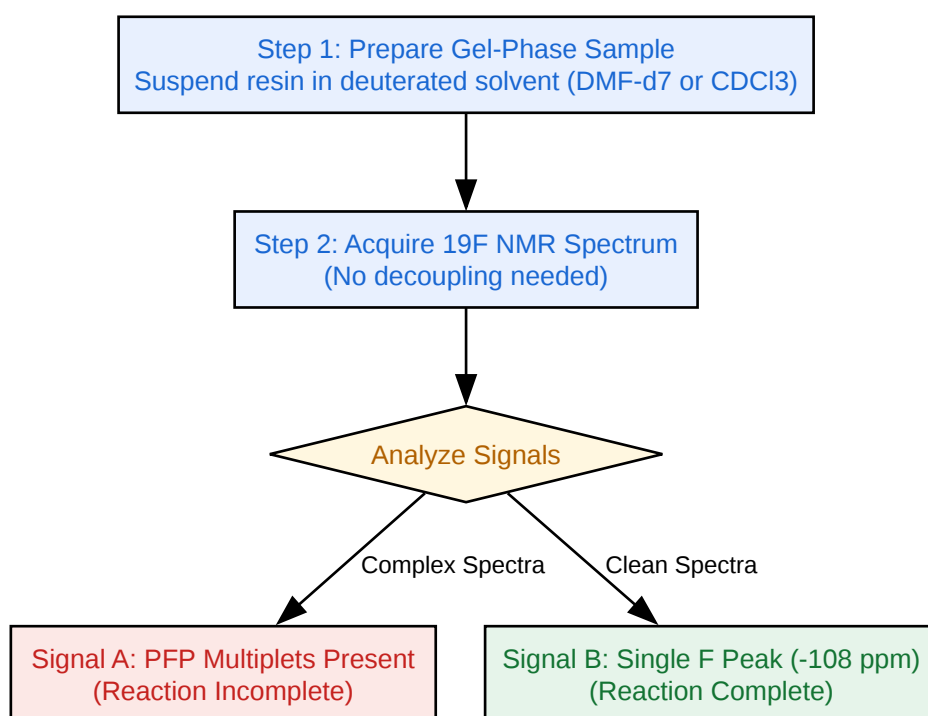 Step 1: Prepare Gel-Phase Sample
Suspend resin in deuterated solvent (DMF-d7 or CDCl3)
Step 2: Acquire 19F NMR Spectrum
(No decoupling needed)
Analyze Signals
Complex Spectra
Clean Spectra
Signal A: PFP Multiplets Present
(Reaction Incomplete)
Signal B: Single F Peak (-108 ppm)
(Reaction Complete)